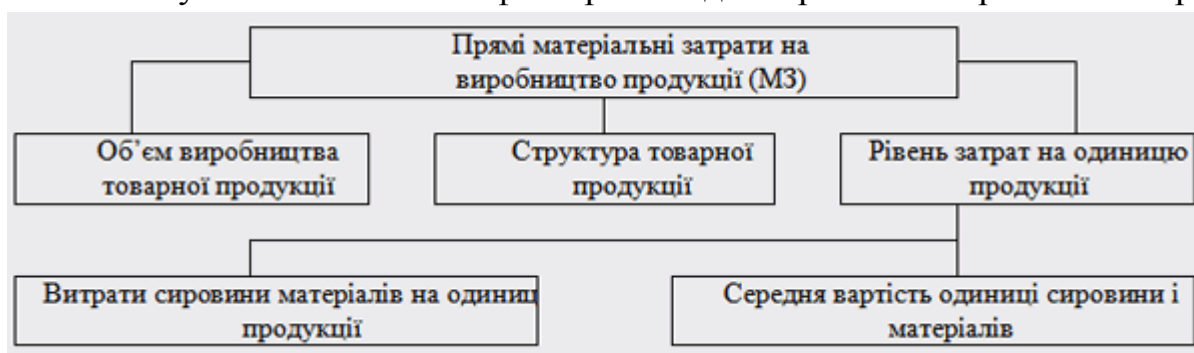 Прямі матеріальні затрати на
виробництво продукції (МЗ)
Об’єм виробництва
товарної продукції
Структура товарної
продукції
Рівень затрат на одиницю
продукції
Витрати сировини матеріалів на одиниц
продукції
Середня вартість одиниці сировини і
матеріалів